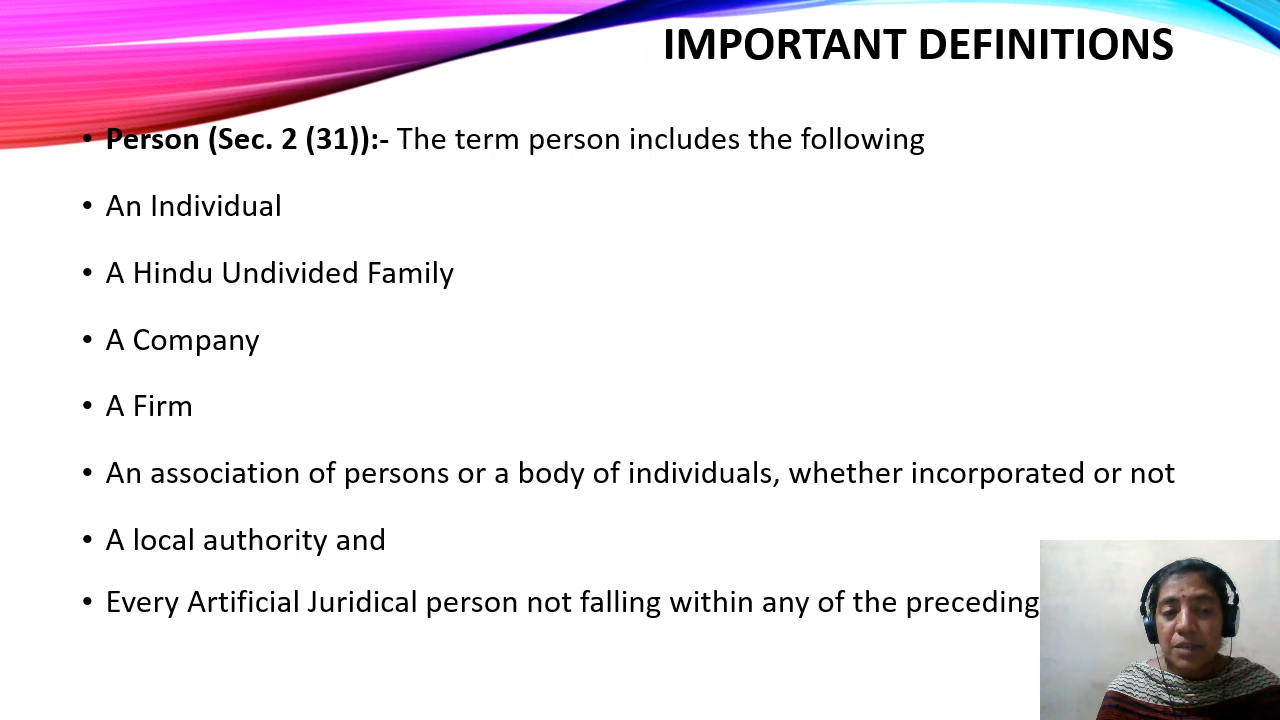 IMPORTANT DEFINITIONS
• Person (Sec. 2 (31)):- The term person includes the following
• An Individual
• A Hindu Undivided Family
• A Company
• A Firm
• An association of persons or a body of individuals, whether incorporated or not
• A local authority and
• Every Artificial Juridical person not falling within any of the preceding